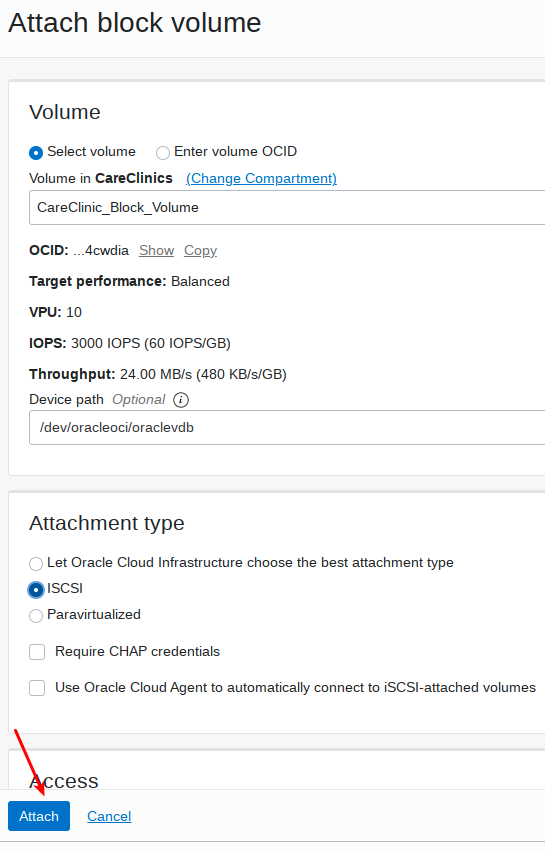 Attach block volume
Volume
Select volume Enter volume OCID
Volume in CareClinics (Change Compartment)
CareClinic_Block_Volume
OCID: ...4cwdia Show Copy
Target performance: Balanced
VPU: 10
IOPS: 3000 IOPS (60 IOPS/GB)
Throughput: 24.00 MB/s (480 KB/s/GB)
Device path Optional i
/dev/oracleoci/oraclevdb
Attachment type
Let Oracle Cloud Infrastructure choose the best attachment type
ISCSI
Paravirtualized
Require CHAP credentials
Use Oracle Cloud Agent to automatically connect to iSCSI-attached volumes
Access
Attach Cancel